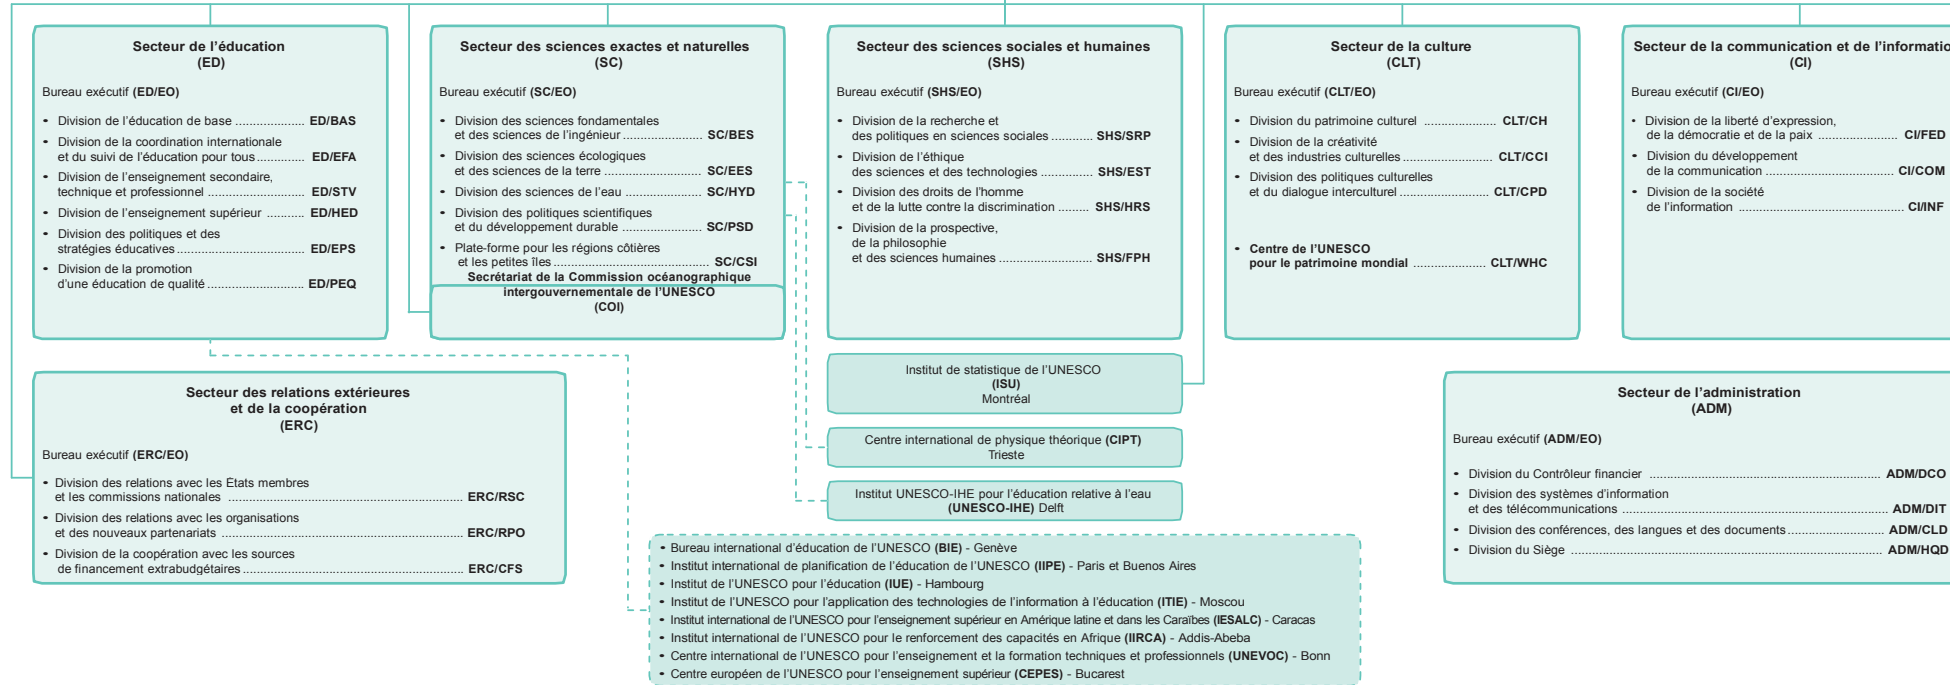 Secteur de l'éducation
(ED)
Bureau exécutif (ED/EO)
• Division de l'éducation de base ..................... ED/BAS
• Division de la coordination internationale
et du suivi de l'éducation pour tous.............. ED/EFA
• Division de l'enseignement secondaire,
technique et professionnel ............................ ED/STV
• Division de l'enseignement supérieur ........... ED/HED
• Division des politiques et des
stratégies éducatives..................................... ED/EPS
• Division de la promotion
d'une éducation de qualité............................. ED/PEQ
Secteur des sciences exactes et naturelles
(SC)
Bureau exécutif (SC/EO)
• Division des sciences fondamentales
et des sciences de l'ingénieur........................ SC/BES
• Division des sciences écologiques
et des sciences de la terre ............................. SC/EES
• Division des sciences de l'eau ........................ SC/HYD
• Division des politiques scientifiques
et du développement durable ........................ SC/PSD
• Plate-forme pour les régions côtières
et les petites îles............................................... SC/CSI
Secrétariat de la Commission océanographique
intergouvernementale de l'UNESCO
(COI)
Secteur des sciences sociales et humaines
(SHS)
Bureau exécutif (SHS/EO)
• Division de la recherche et
des politiques en sciences sociales ............. SHS/SRP
• Division de l'éthique
des sciences et des technologies................. SHS/EST
• Division des droits de l'homme
et de la lutte contre la discrimination ......... SHS/HRS
• Division de la prospective,
de la philosophie
et des sciences humaines ............................ SHS/FPH
Secteur de la culture
(CLT)
Bureau exécutif (CLT/EO)
• Division du patrimoine culturel ...................... CLT/CH
• Division de la créativité
et des industries culturelles........................... CLT/CCI
• Division des politiques culturelles
et du dialogue interculturel........................... CLT/CPD
• Centre de l'UNESCO
pour le patrimoine mondial ...................... CLT/WHC
Secteur de la communication et de l'informatio
(CI)
Bureau exécutif (CI/EO)
• Division de la liberté d'expression,
de la démocratie et de la paix ................... CI/FED
• Division du développement
de la communication .................................. CI/COM
• Division de la société
de l'information .................................................. CI/INF
Institut de statistique de l'UNESCO
(ISU)
Montréal
Centre international de physique théorique (CIPT)
Trieste
Institut UNESCO-IHE pour l'éducation relative à l'eau
(UNESCO-IHE) Delft
Secteur des relations extérieures
et de la coopération
(ERC)
Bureau exécutif (ERC/EO)
• Division des relations avec les États membres
et les commissions nationales ........................................................................ ERC/RSC
• Division des relations avec les organisations
et des nouveaux partenariats .......................................................................... ERC/RPO
• Division de la coopération avec les sources
de financement extrabudgétaires................................................................... ERC/CFS
Secteur de l'administration
(ADM)
Bureau exécutif (ADM/EO)
• Division du Contrôleur financier ...................................................................... ADM/DCO
• Division des systèmes d'information
et des télécommunications ................................................................................ ADM/DIT
• Division des conférences, des langues et des documents..................... ADM/CLD
• Division du Siège ............................................................................................... ADM/HQD
• Bureau international d'éducation de l'UNESCO (BIE) - Genève
• Institut international de planification de l'éducation de l'UNESCO (IIPE) - Paris et Buenos Aires
• Institut de l'UNESCO pour l'éducation (IUE) - Hambourg
• Institut de l'UNESCO pour l'application des technologies de l'information à l'éducation (ITIE) - Moscou
• Institut international de l'UNESCO pour l'enseignement supérieur en Amérique latine et dans les Caraïbes (IESALC) - Caracas
• Institut international de l'UNESCO pour le renforcement des capacités en Afrique (IIRCA) - Addis-Abeba
• Centre international de l'UNESCO pour l'enseignement et la formation techniques et professionnels (UNEVOC) - Bonn
• Centre européen de l'UNESCO pour l'enseignement supérieur (CEPES) - Bucarest